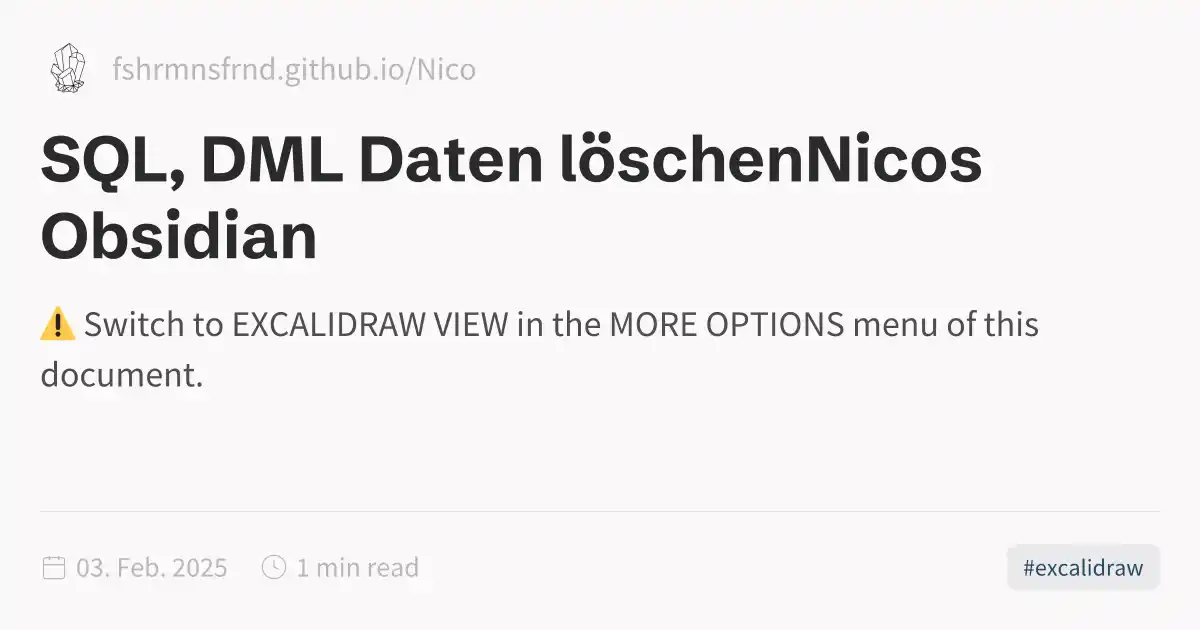 fshrmnsfrnd.github.io/Nico
SQL, DML Daten löschenNicos
Obsidian
⚠️ Switch to EXCALIDRAW VIEW in the MORE OPTIONS menu of this
document.
03. Feb. 2025 1 min read #excalidraw